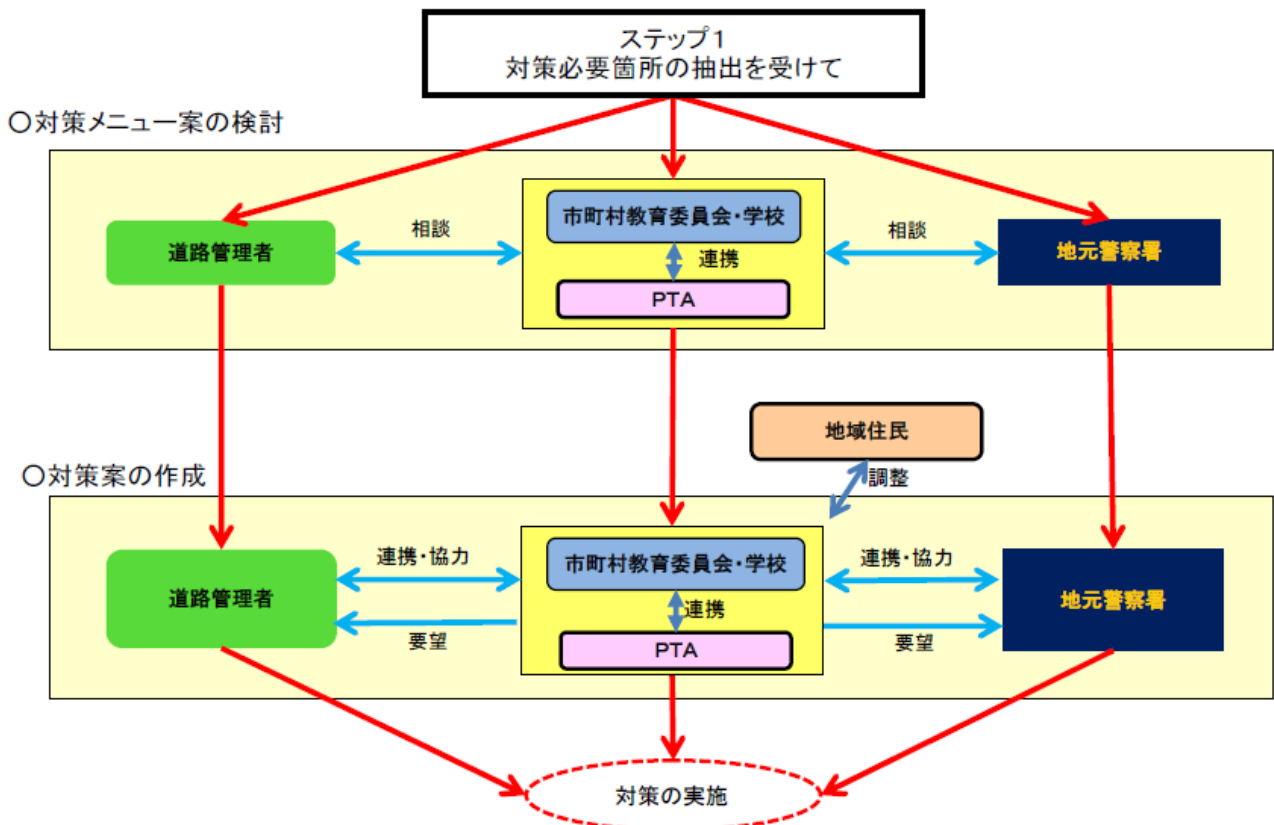 ステップ1
対策必要箇所の抽出を受けて
○対策メニュー案の検討
道路管理者
相談
市町村教育委員会・学校
連携
PTA
相談
地元警察署
地域住民
調整
○対策案の作成
道路管理者
連携・協力
要望
市町村教育委員会・学校
連携
PTA
連携・協力
要望
地元警察署
対策の実施